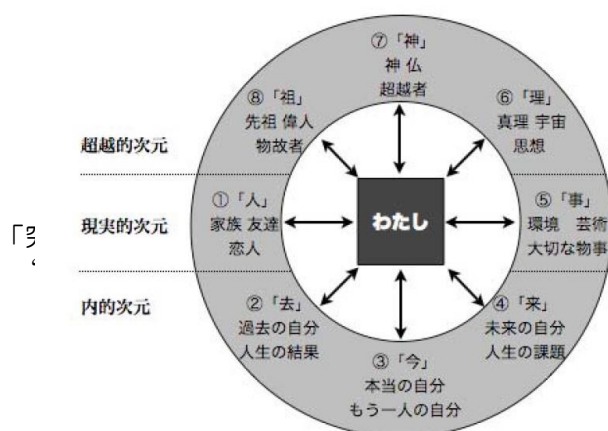 ⑦「神」
神 仏
超越者
⑧「祖」
先祖 偉人
物故者
⑥「理」
真理 宇宙
思想
超越的次元
①「人」
家族 友達
恋人
現実的次元
わたし
⑤「事」
環境 芸術
大切な物事
内的次元
②「去」
過去の自分
人生の結果
③「今」
本当の自分
もう一人の自分
④「来」
未来の自分
人生の課題